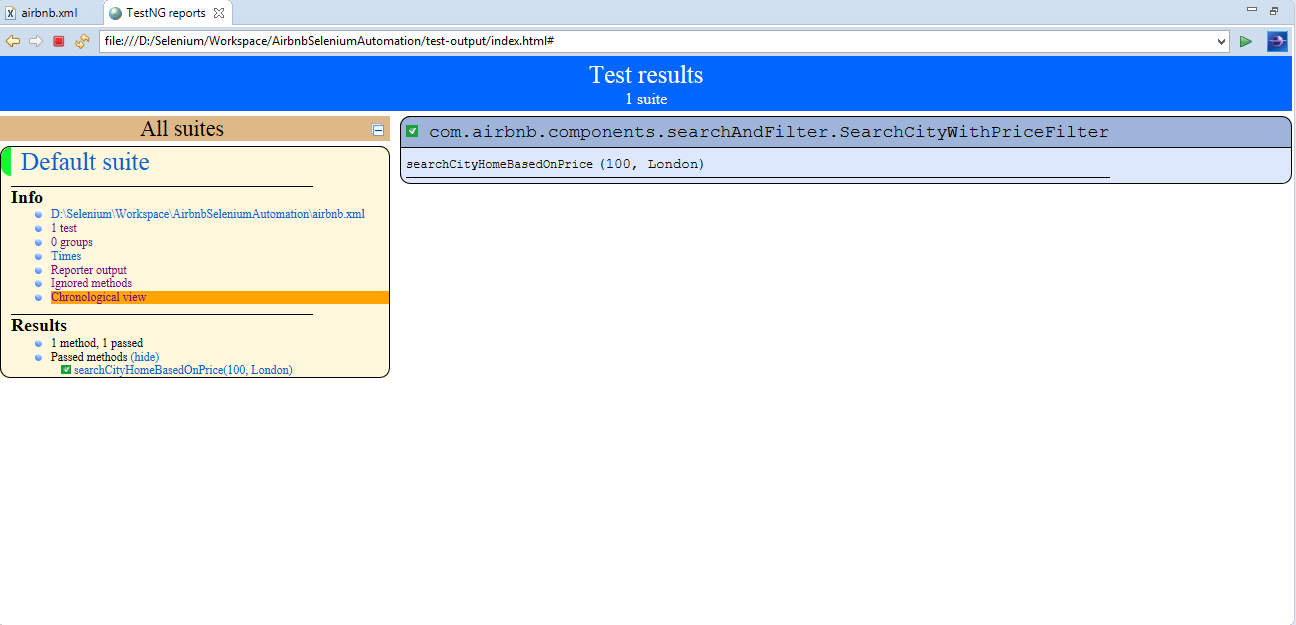 airbnb.xml TestNG reports
file:///D:/Selenium/Workspace/AirbnbSeleniumAutomation/test-output/index.html#
Test results
1 suite
All suites
Default suite
Info
D:\Selenium\Workspace\AirbnbSeleniumAutomation\airbnb.xml
1 test
0 groups
Times
Reporter output
Ignored methods
Chronological view
Results
1 method, 1 passed
Passed methods (hide)
searchCityHomeBasedOnPrice(100, London)
com.airbnb.components.searchAndFilter.SearchCityWithPriceFilter
searchCityHomeBasedOnPrice (100, London)